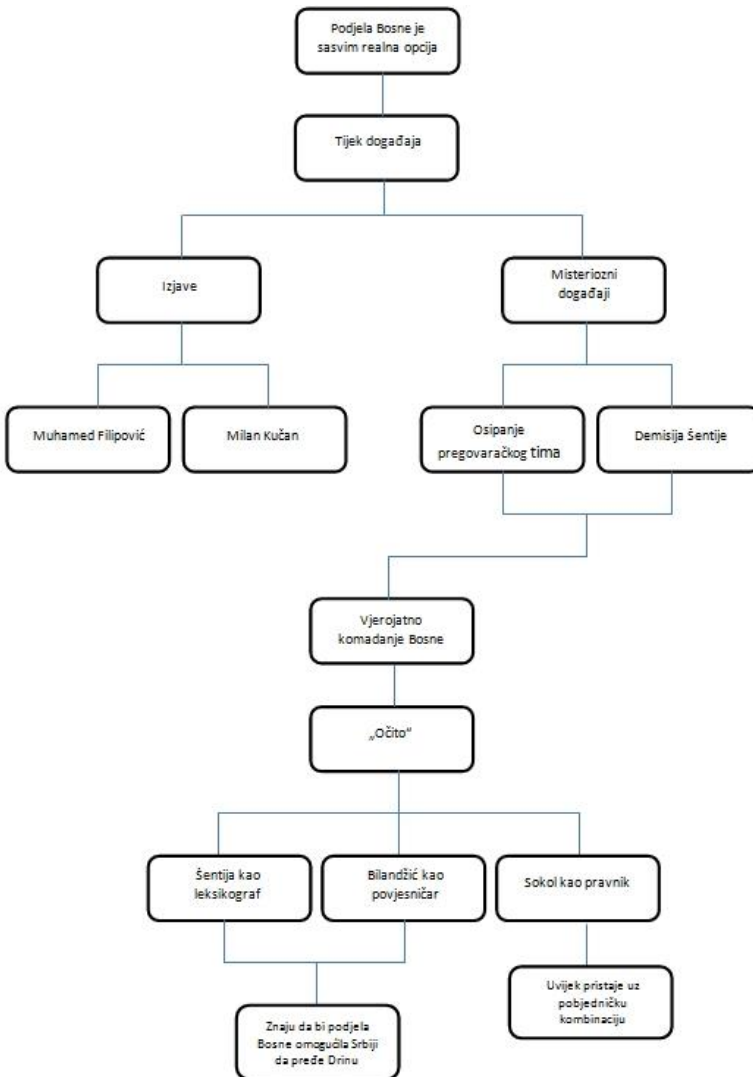 Podjela Bosne je
sasvim realna opcija
Tijek događaja
Izjave
Misteriozni
događaji
Muhamed Filipović
Milan Kučan
Osipanje
pregovaračkog tima
Demisija Šentije
Vjerojatno
komadanje Bosne
„Očito“
Šentija kao
leksikograf
Bilandžić kao
povjesničar
Sokol kao pravnik
Znaju da bi podjela
Bosne omogućila Srbiji
da pređe Drinu
Uvijek pristaje uz
pobjedničku
kombinaciju